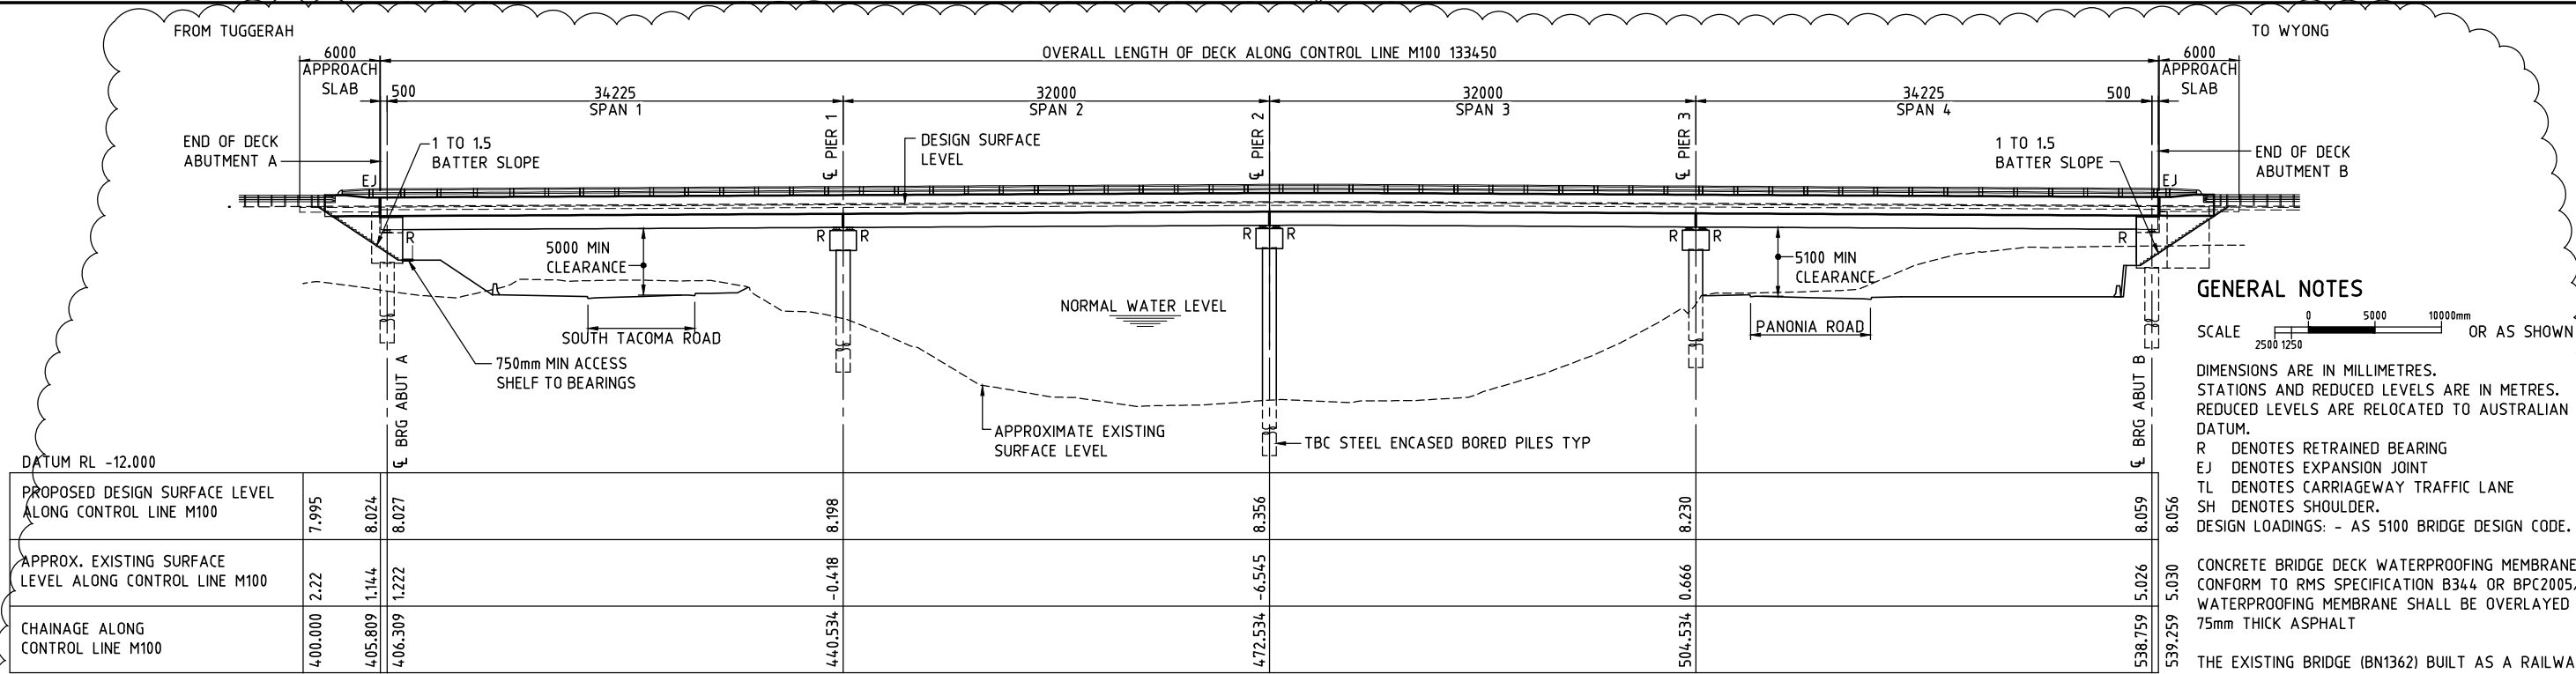 FROM TUGGERAH
TO WYONG
6000
APPROACH
SLAB
OVERALL LENGTH OF DECK ALONG CONTROL LINE M100 133450
6000
APPROACH
SLAB
500
34225
SPAN 1
32000
SPAN 2
32000
SPAN 3
34225
SPAN 4
500
END OF DECK
ABUTMENT A
1 TO 1.5
BATTER SLOPE
℄ PIER 1
DESIGN SURFACE
LEVEL
℄ PIER 2
℄ PIER 3
1 TO 1.5
BATTER SLOPE
END OF DECK
ABUTMENT B
EJ
EJ
R
R
R
R
R
R
R
R
5000 MIN
CLEARANCE
5100 MIN
CLEARANCE
NORMAL WATER LEVEL
SOUTH TACOMA ROAD
PANONIA ROAD
750mm MIN ACCESS
SHELF TO BEARINGS
℄ BRG ABUT A
APPROXIMATE EXISTING
SURFACE LEVEL
TBC STEEL ENCASED BORED PILES TYP
℄ BRG ABUT B
DATUM RL -12.000
PROPOSED DESIGN SURFACE LEVEL
ALONG CONTROL LINE M100
7.995
8.024
8.027
8.198
8.356
8.230
8.059
8.056
APPROX. EXISTING SURFACE
LEVEL ALONG CONTROL LINE M100
2.22
1.144
1.222
-0.418
-6.545
0.666
5.026
5.030
CHAINAGE ALONG
CONTROL LINE M100
400.000
405.809
406.309
440.534
472.534
504.534
538.759
539.259
GENERAL NOTES
0 5000 10000mm
SCALE OR AS SHOWN
2500 1250
DIMENSIONS ARE IN MILLIMETRES.
STATIONS AND REDUCED LEVELS ARE IN METRES.
REDUCED LEVELS ARE RELOCATED TO AUSTRALIAN
DATUM.
R DENOTES RETRAINED BEARING
EJ DENOTES EXPANSION JOINT
TL DENOTES CARRIAGEWAY TRAFFIC LANE
SH DENOTES SHOULDER.
DESIGN LOADINGS: - AS 5100 BRIDGE DESIGN CODE.
CONCRETE BRIDGE DECK WATERPROOFING MEMBRANE
CONFORM TO RMS SPECIFICATION B344 OR BPC2005
WATERPROOFING MEMBRANE SHALL BE OVERLAYED
75mm THICK ASPHALT
THE EXISTING BRIDGE (BN1362) BUILT AS A RAILWA